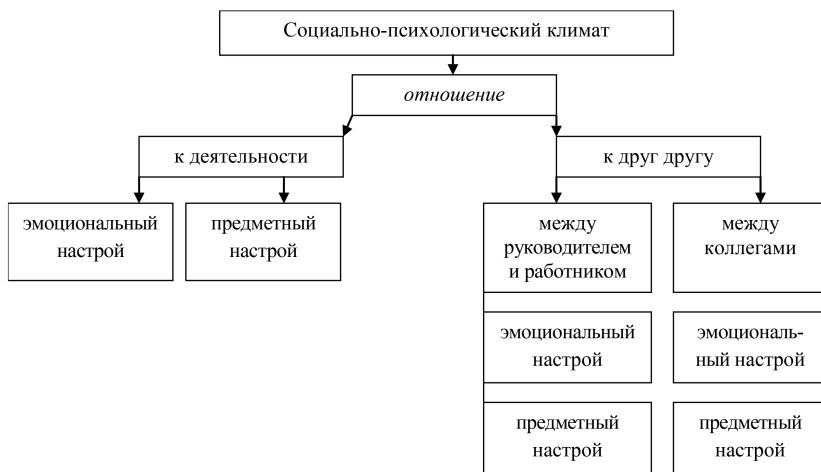 Социально-психологический климат
отношение
к деятельности
к друг другу
эмоциональный
настрой
предметный
настрой
между
руководителем
и работником
между
коллегами
эмоциональный
настрой
эмоциональ-
ный настрой
предметный
настрой
предметный
настрой